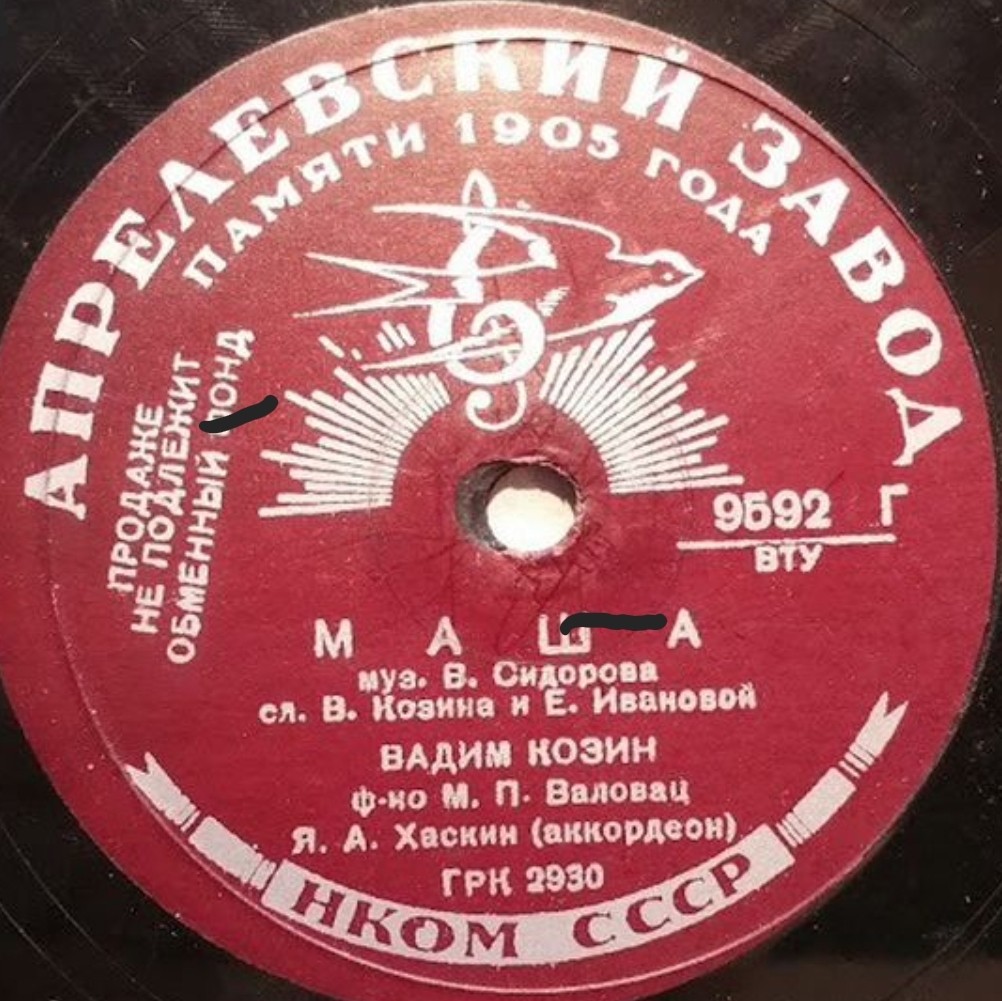 АПРЕЛЕВСКИЙ ЗАВОД
ПАМЯТИ 1905 ГОДА
ПРОДАЖЕ
НЕ ПОДЛЕЖИТ
ОБМЕННЫЙ
9592 Г
ВТУ
МАША
муз. В. Сидорова
сл. В. Козина и Е. Ивановой
ВАДИМ КОЗИН
ф-но М. П. Валовац
Я. А. Хаскин (аккордеон)
ГРК 2930
НКОМ СССР